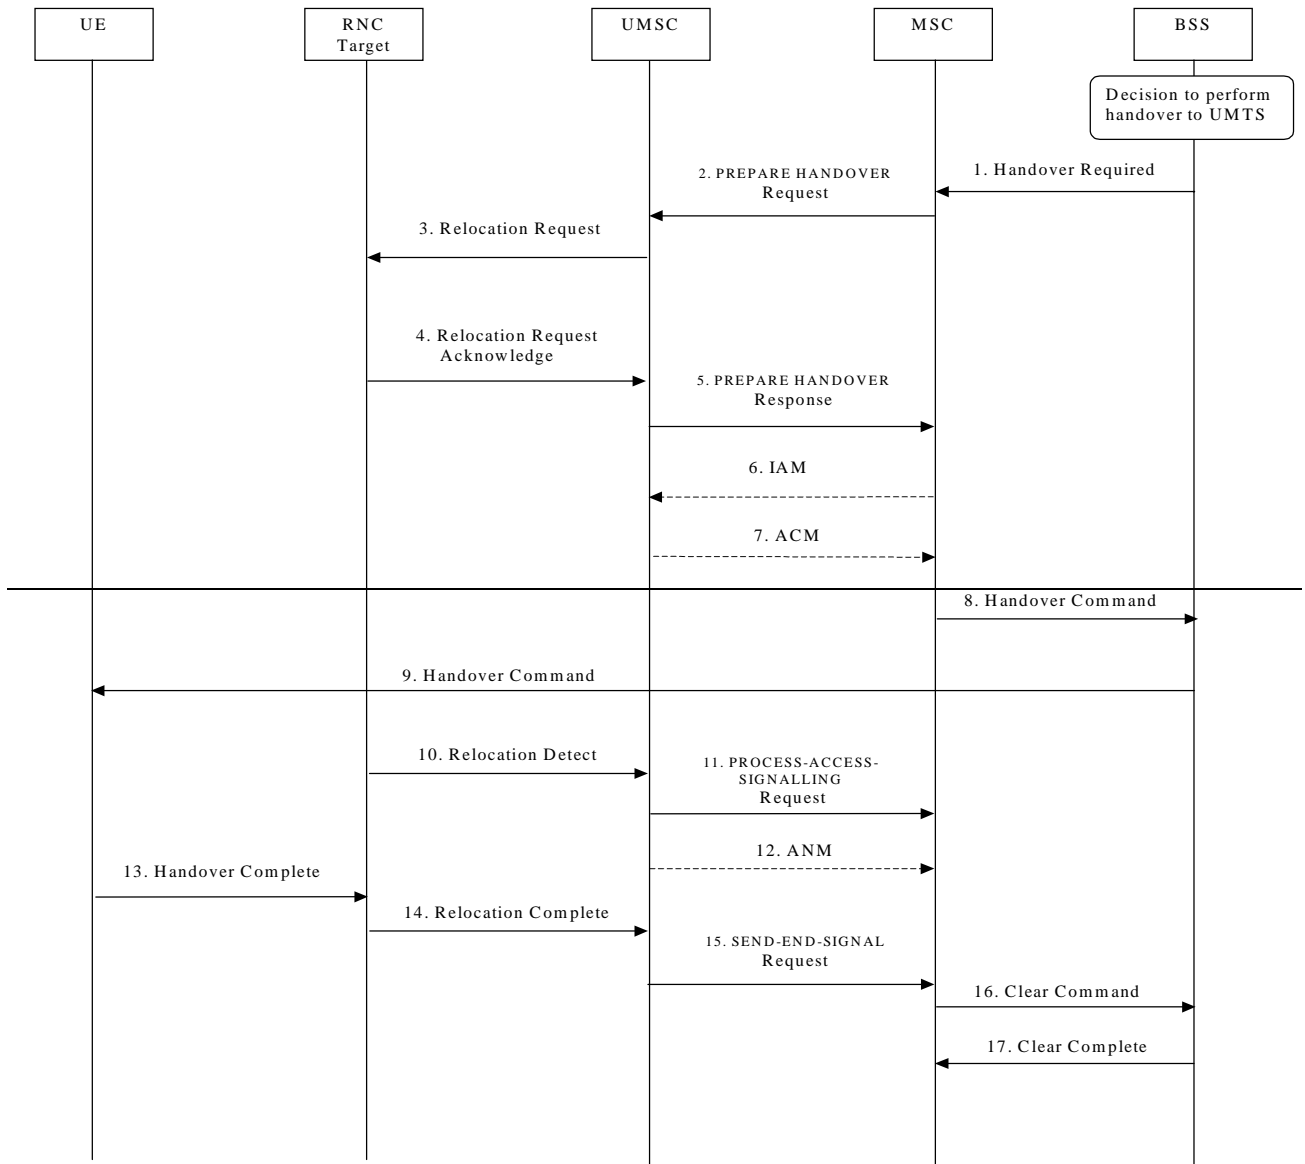 UE
RNC
Target
UMSC
MSC
BSS
Decision to perform
handover to UMTS
1. Handover Required
2. PREPARE HANDOVER
Request
3. Relocation Request
4. Relocation Request
Acknowledge
5. PREPARE HANDOVER
Response
6. IAM
7. ACM
8. Handover Command
9. Handover Command
10. Relocation Detect
11. PROCESS-ACCESS-
SIGNALLING
Request
12. ANM
13. Handover Complete
14. Relocation Complete
15. SEND-END-SIGNAL
Request
16. Clear Command
17. Clear Complete